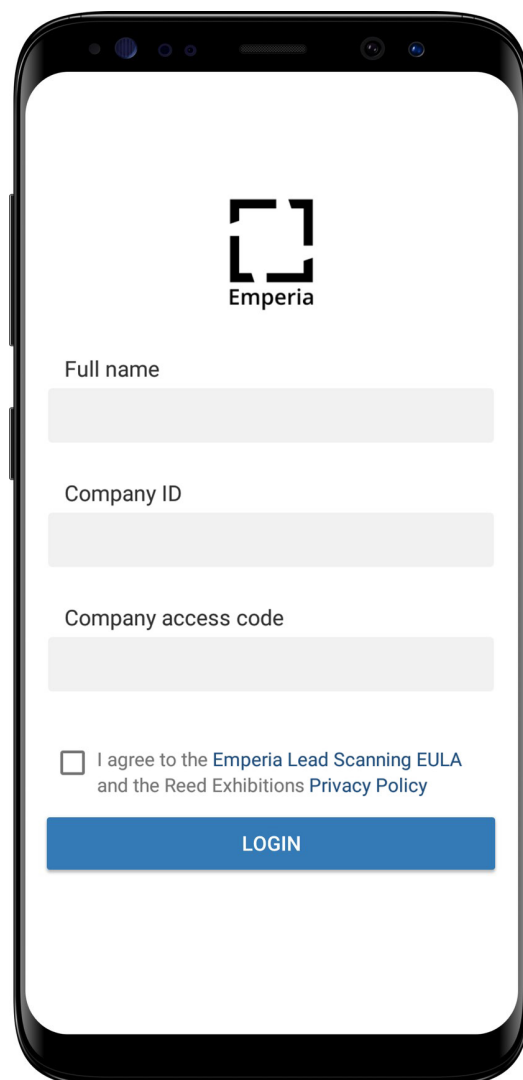 Emperia
Full name
Company ID
Company access code
I agree to the Emperia Lead Scanning EULA
and the Reed Exhibitions Privacy Policy
LOGIN